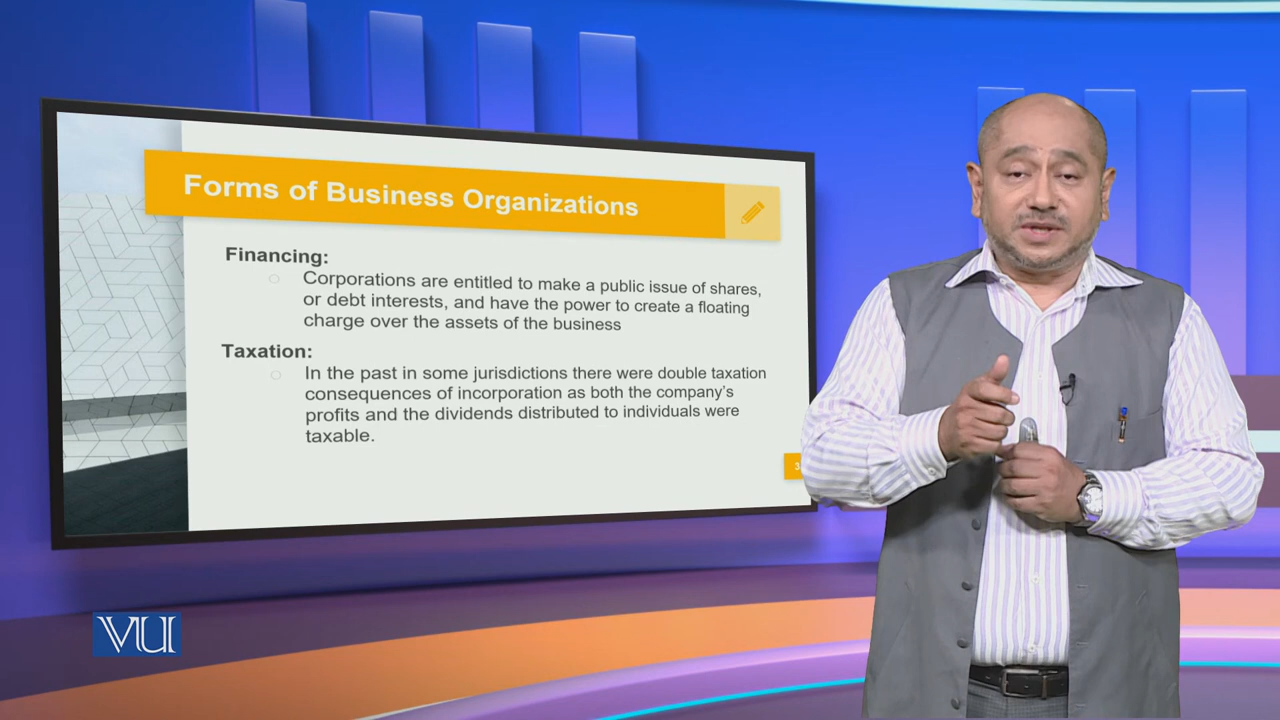 Forms of Business Organizations
Financing:
Corporations are entitled to make a public issue of shares,
or debt interests, and have the power to create a floating
charge over the assets of the business
Taxation:
In the past in some jurisdictions there were double taxation
consequences of incorporation as both the company's
profits and the dividends distributed to individuals were
taxable.
3
VU